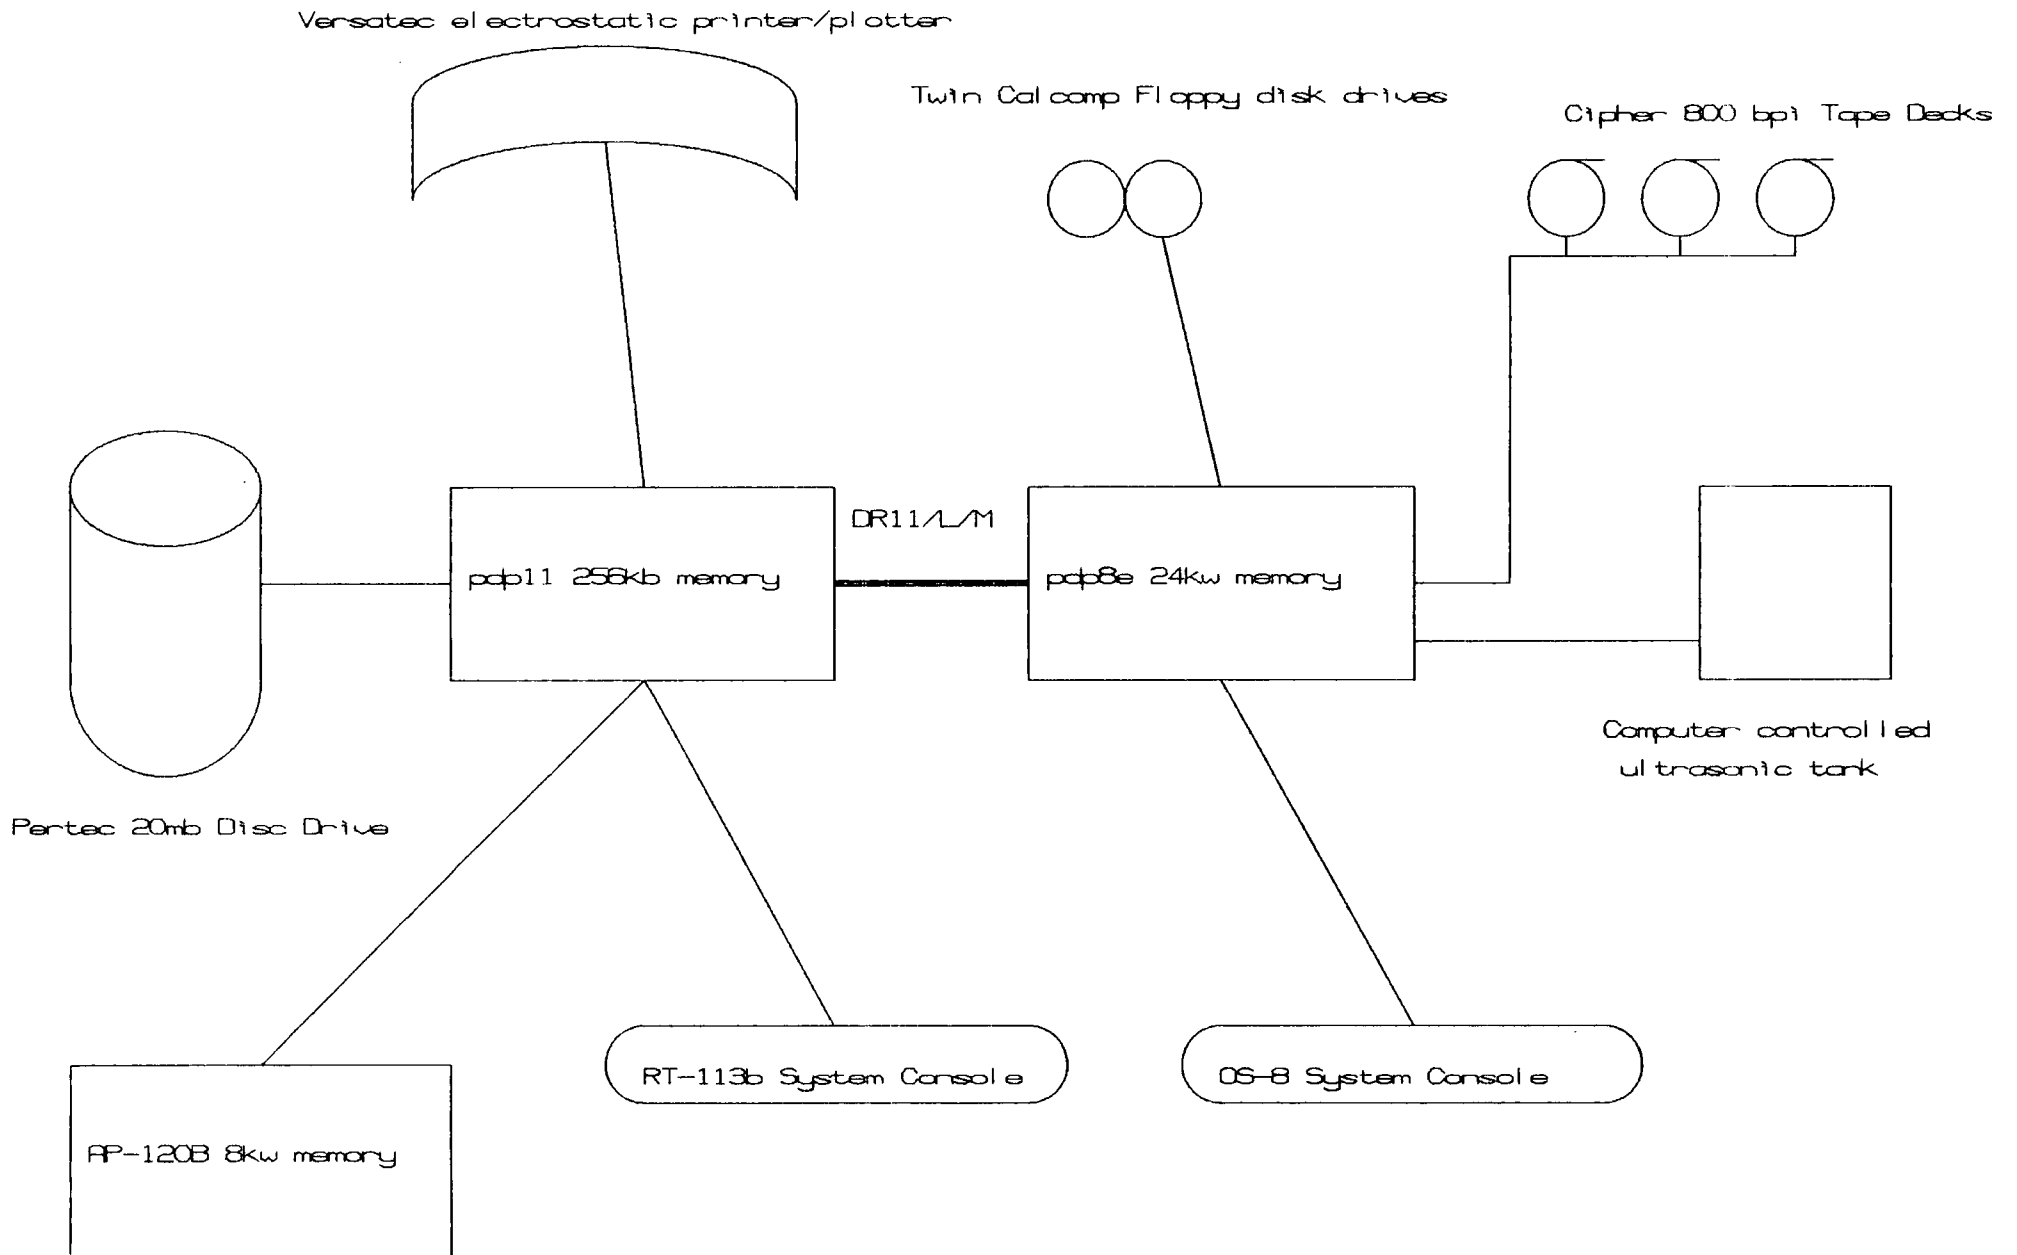 Versatec electrostatic printer/plotter
Twin Calcomp Floppy disk drives
Cipher 800 bpi Tape Decks
DR11/L/M
pdp11 256kb memory
pdp8e 24kw memory
Computer controlled
ultrasonic tank
Pertec 20mb Disc Drive
RT-113b System Console
OS-8 System Console
AP-120B 8kw memory